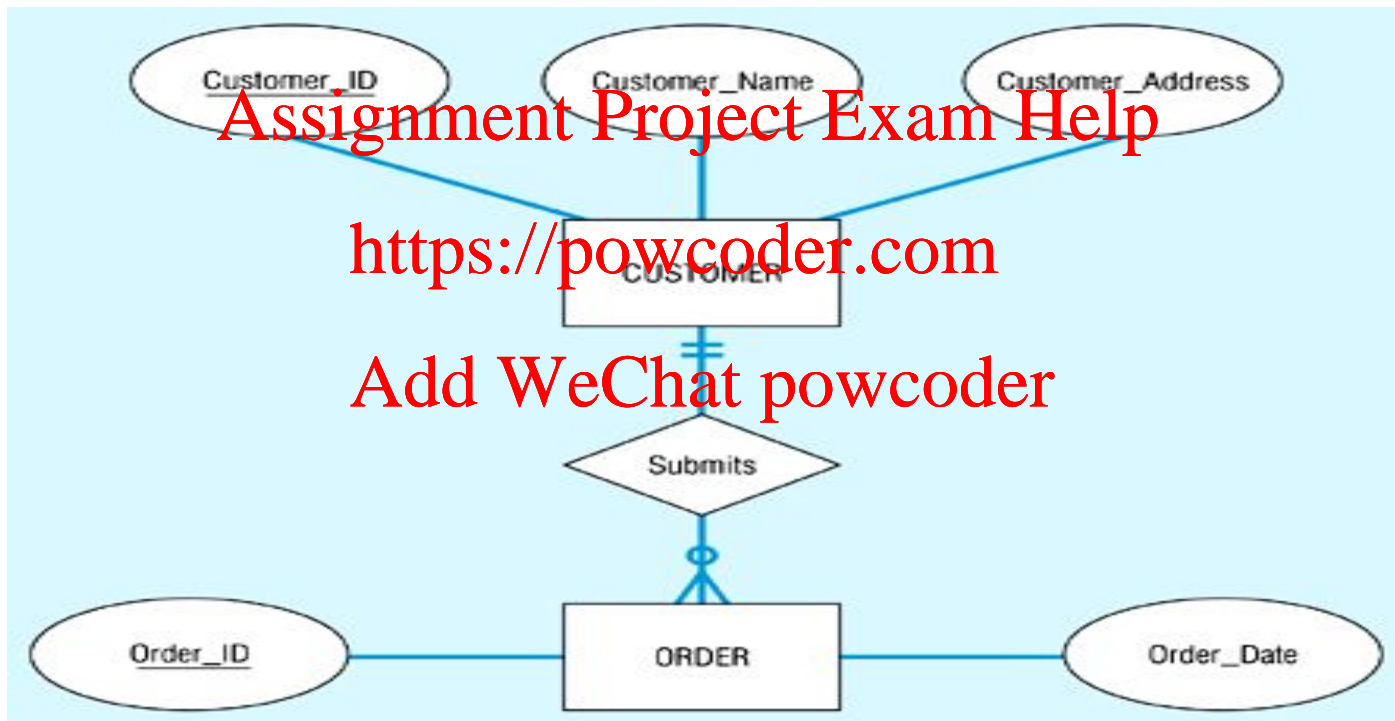 Customer_ID Customer_Name Customer_Address
Assignment Project Exam Help
https://powcoder.com
CUSTOMER
Add WeChat powcoder
Submits
Order_ID ORDER Order_Date